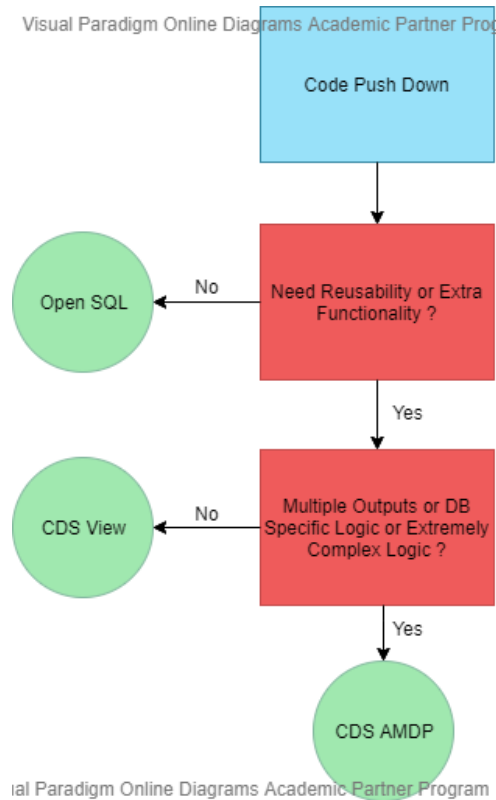 Visual Paradigm Online Diagrams Academic Partner
Code Push Down
Need Reusability or Extra
Functionality ?
No
Open SQL
Yes
Multiple Outputs or DB
Specific Logic or Extremely
Complex Logic ?
No
CDS View
Yes
CDS AMDP
Paradigm Online Diagrams Academic Partner Program